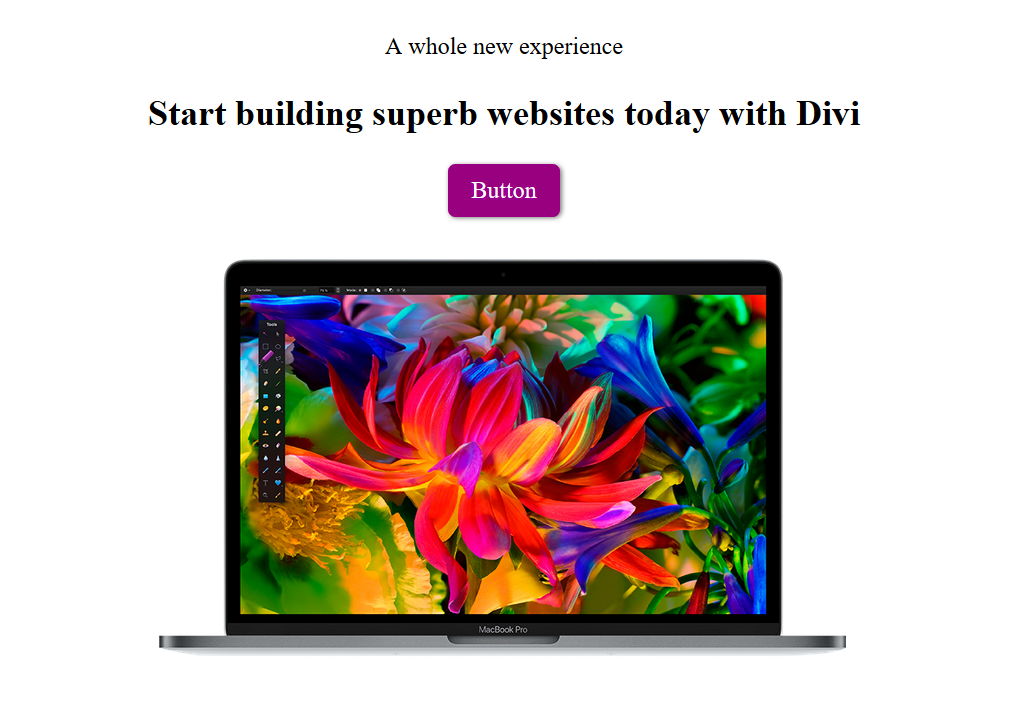 A whole new experience
Start building superb websites today with Divi
Button
Tools
MacBook Pro